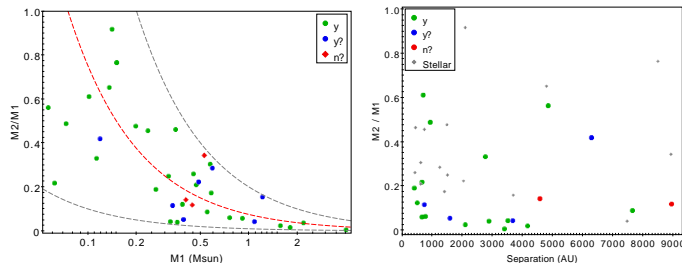 1.0
0.8
0.6
0.4
0.2
0
M2/M1
0.1
0.2
0.5
1.0
2.0
M1 (Msun)
y
y?
n?
1.0
0.8
0.6
0.4
0.2
0.0
M2 / M1
0
1000
2000
3000
4000
5000
6000
7000
8000
9000
Separation (AU)
y
y?
n?
Stellar